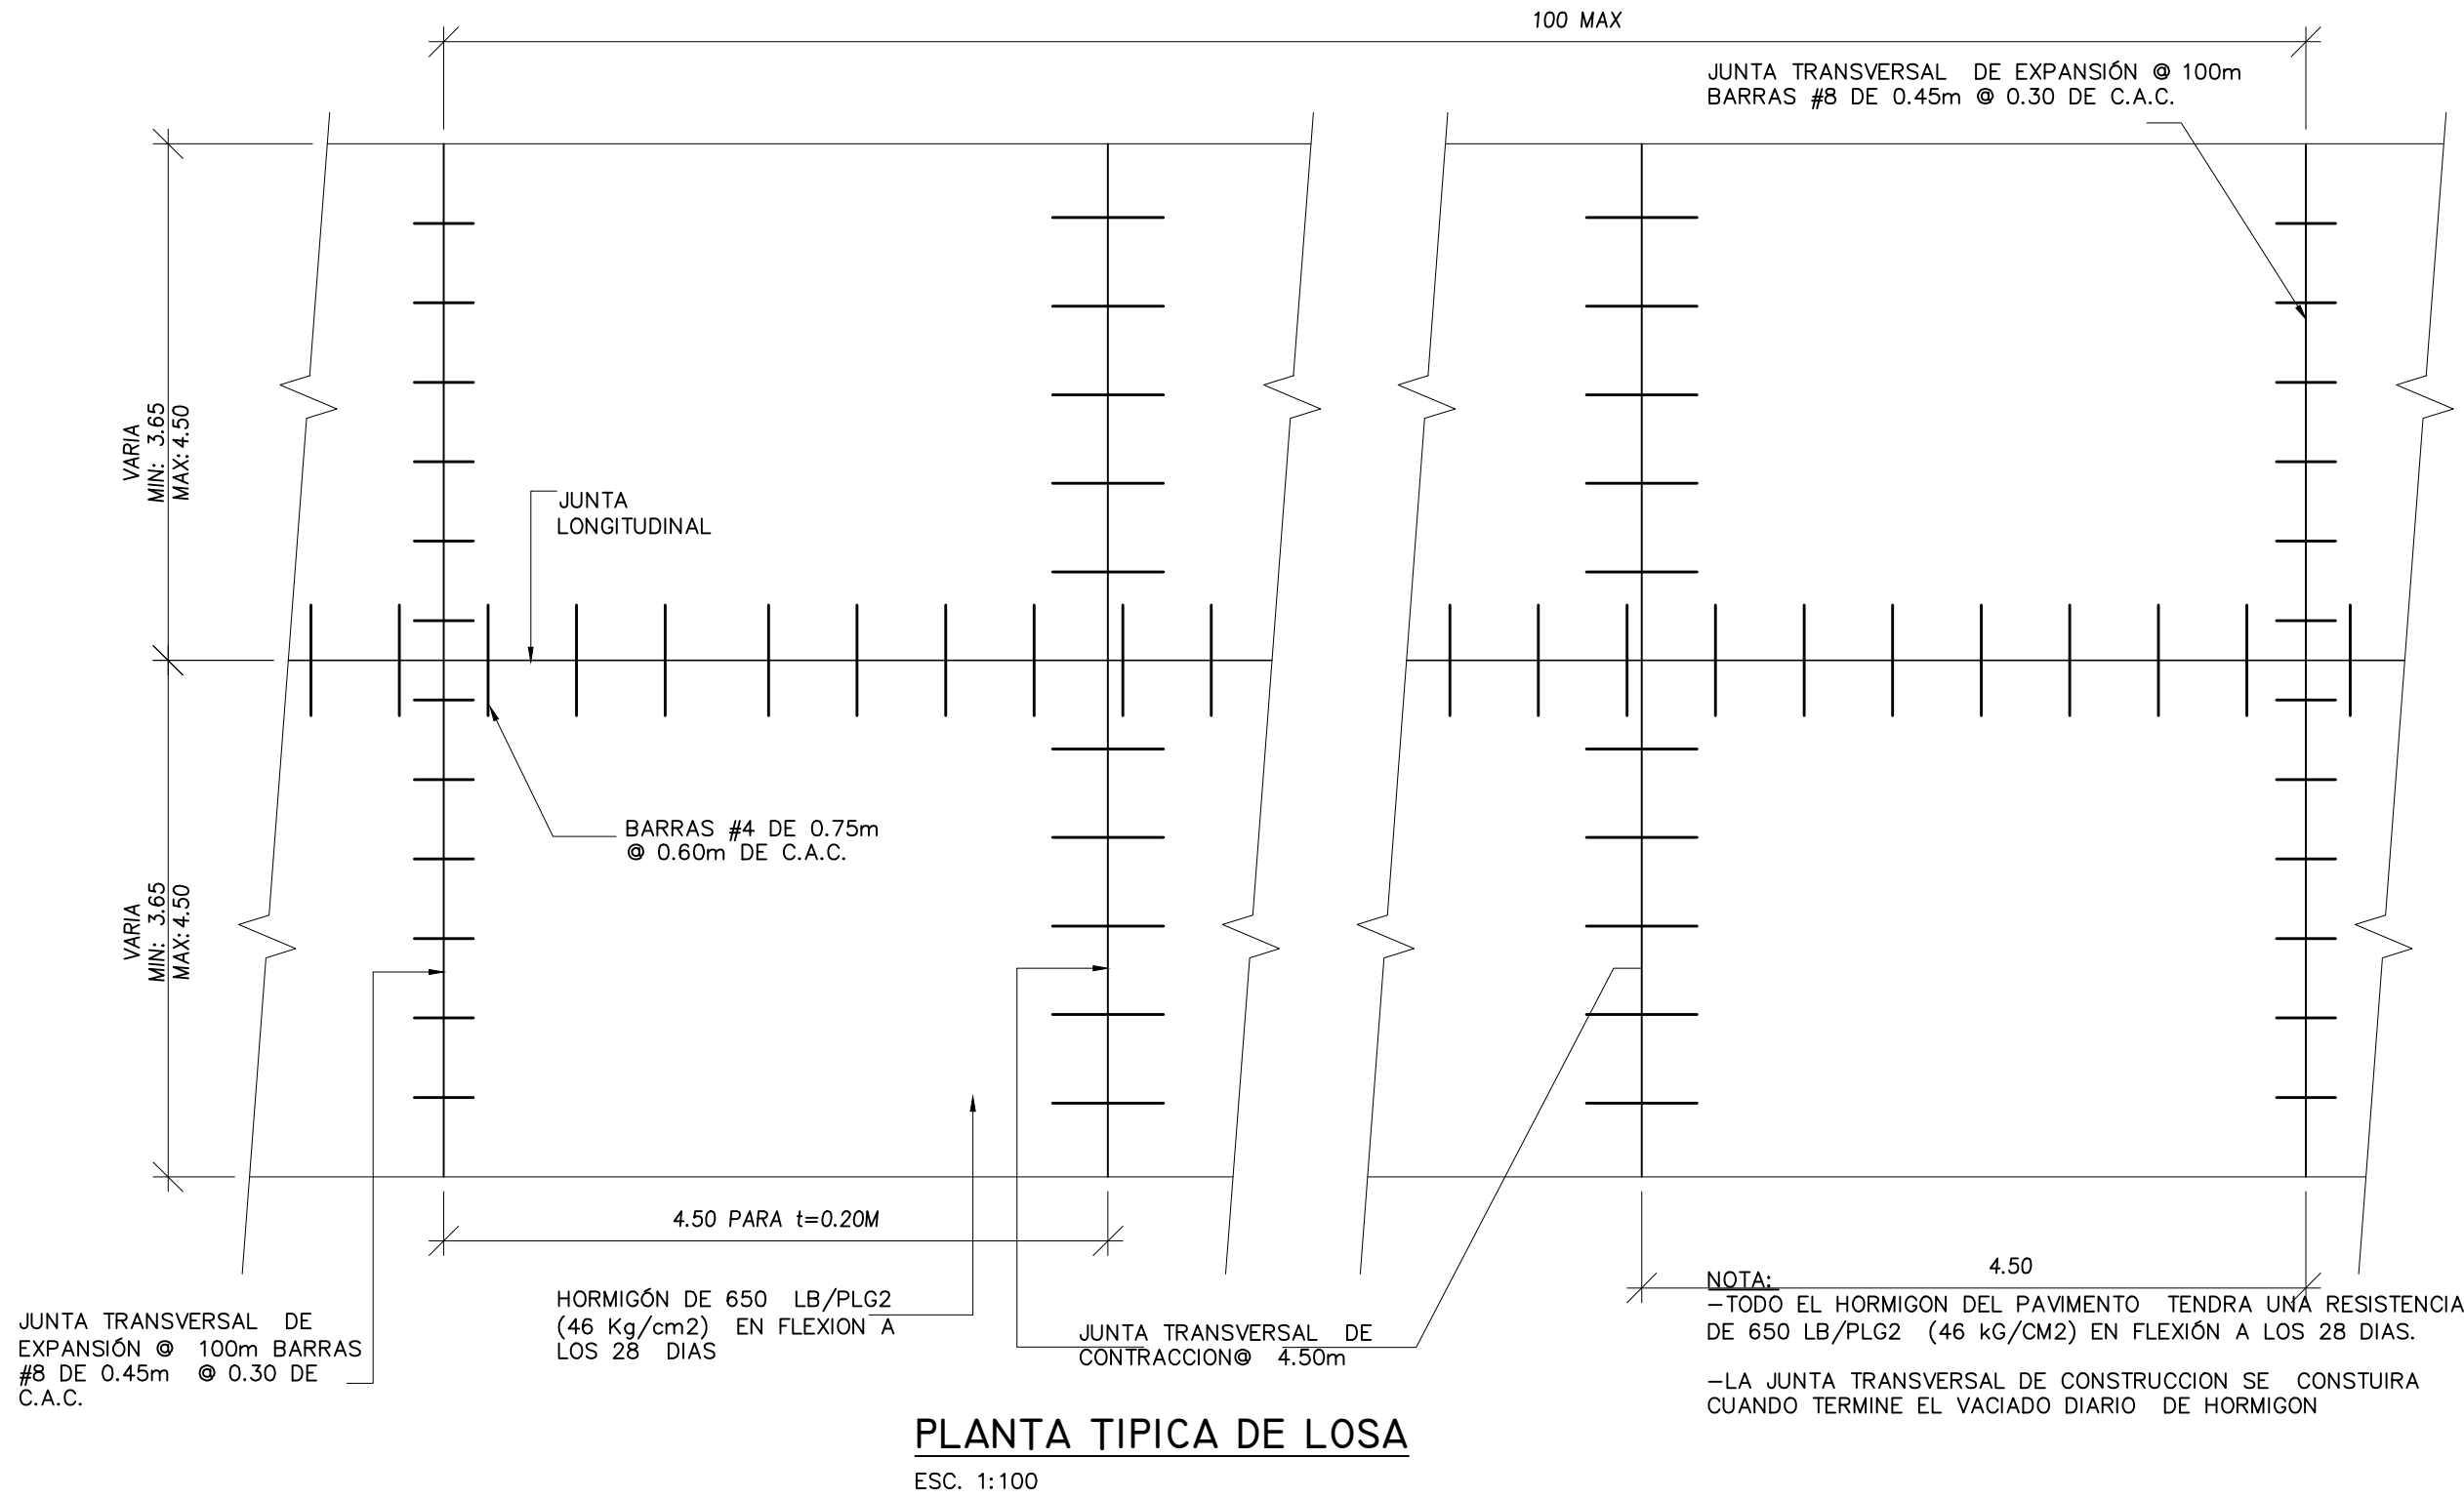 100 MAX
JUNTA TRANSVERSAL DE EXPANSIÓN @ 100m
BARRAS #8 DE 0.45m @ 0.30 DE C.A.C.
VARIA
MIN: 3.65
MAX: 4.50
JUNTA
LONGITUDINAL
BARRAS #4 DE 0.75m
@ 0.60m DE C.A.C.
VARIA
MIN: 3.65
MAX: 4.50
4.50 PARA t=0.20M
4.50
JUNTA TRANSVERSAL DE
EXPANSIÓN @ 100m BARRAS
#8 DE 0.45m @ 0.30 DE
C.A.C.
HORMIGÓN DE 650 LB/PLG2
(46 Kg/cm2) EN FLEXION A
LOS 28 DIAS
JUNTA TRANSVERSAL DE
CONTRACCION@ 4.50m
NOTA:
-TODO EL HORMIGON DEL PAVIMENTO TENDRA UNA RESISTENCIA
DE 650 LB/PLG2 (46 kG/CM2) EN FLEXIÓN A LOS 28 DIAS.
-LA JUNTA TRANSVERSAL DE CONSTRUCCION SE CONSTUIRA
CUANDO TERMINE EL VACIADO DIARIO DE HORMIGON
PLANTA TIPICA DE LOSA
ESC. 1:100